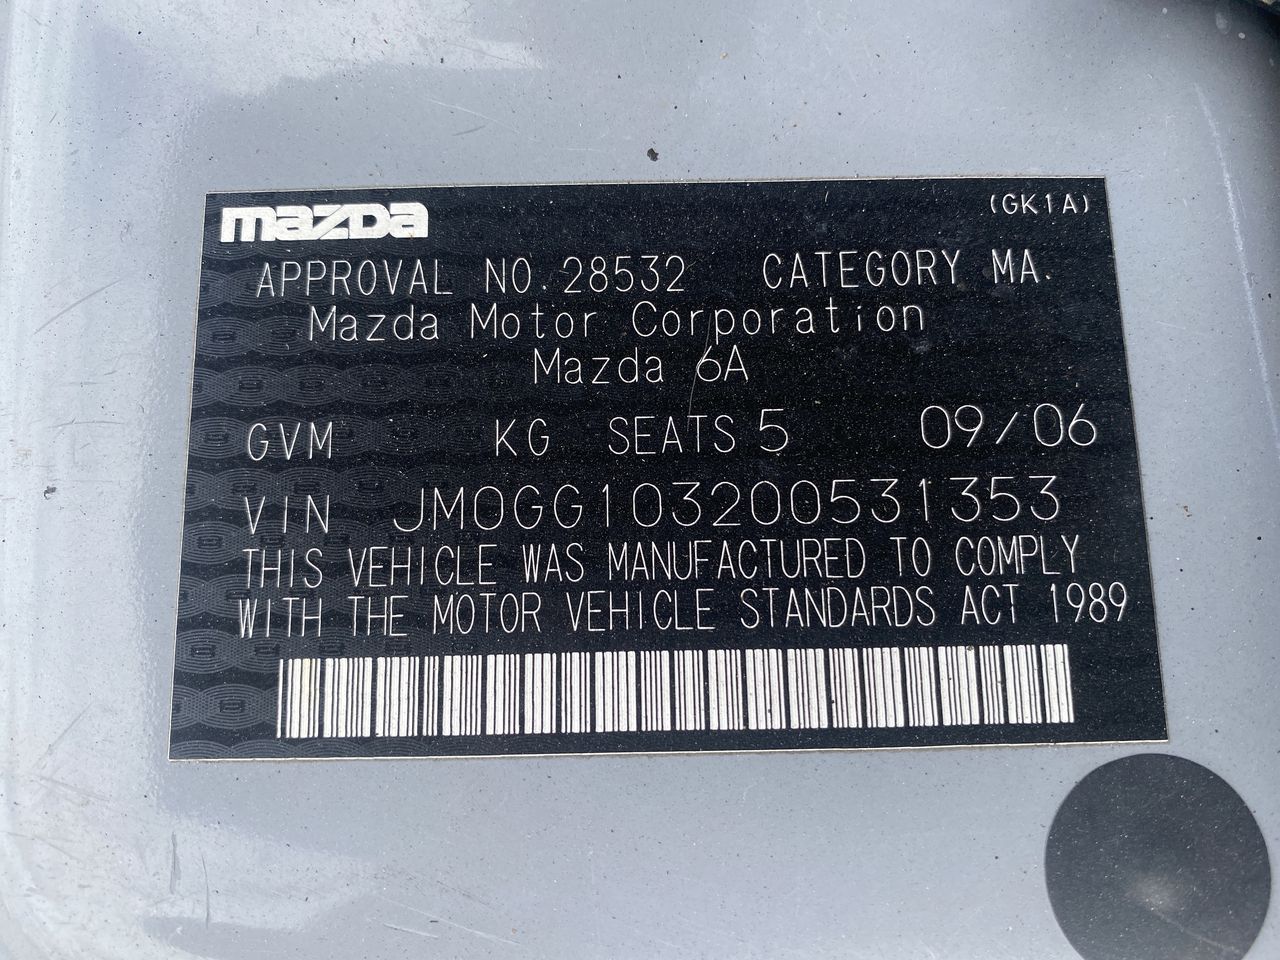 mazda (GK1A)
APPROVAL NO.28532 CATEGORY MA.
Mazda Motor Corporation
Mazda 6A
GVM KG SEATS 5 09/06
VIN JM0GG103200531353
THIS VEHICLE WAS MANUFACTURED TO COMPLY
WITH THE MOTOR VEHICLE STANDARDS ACT 1989